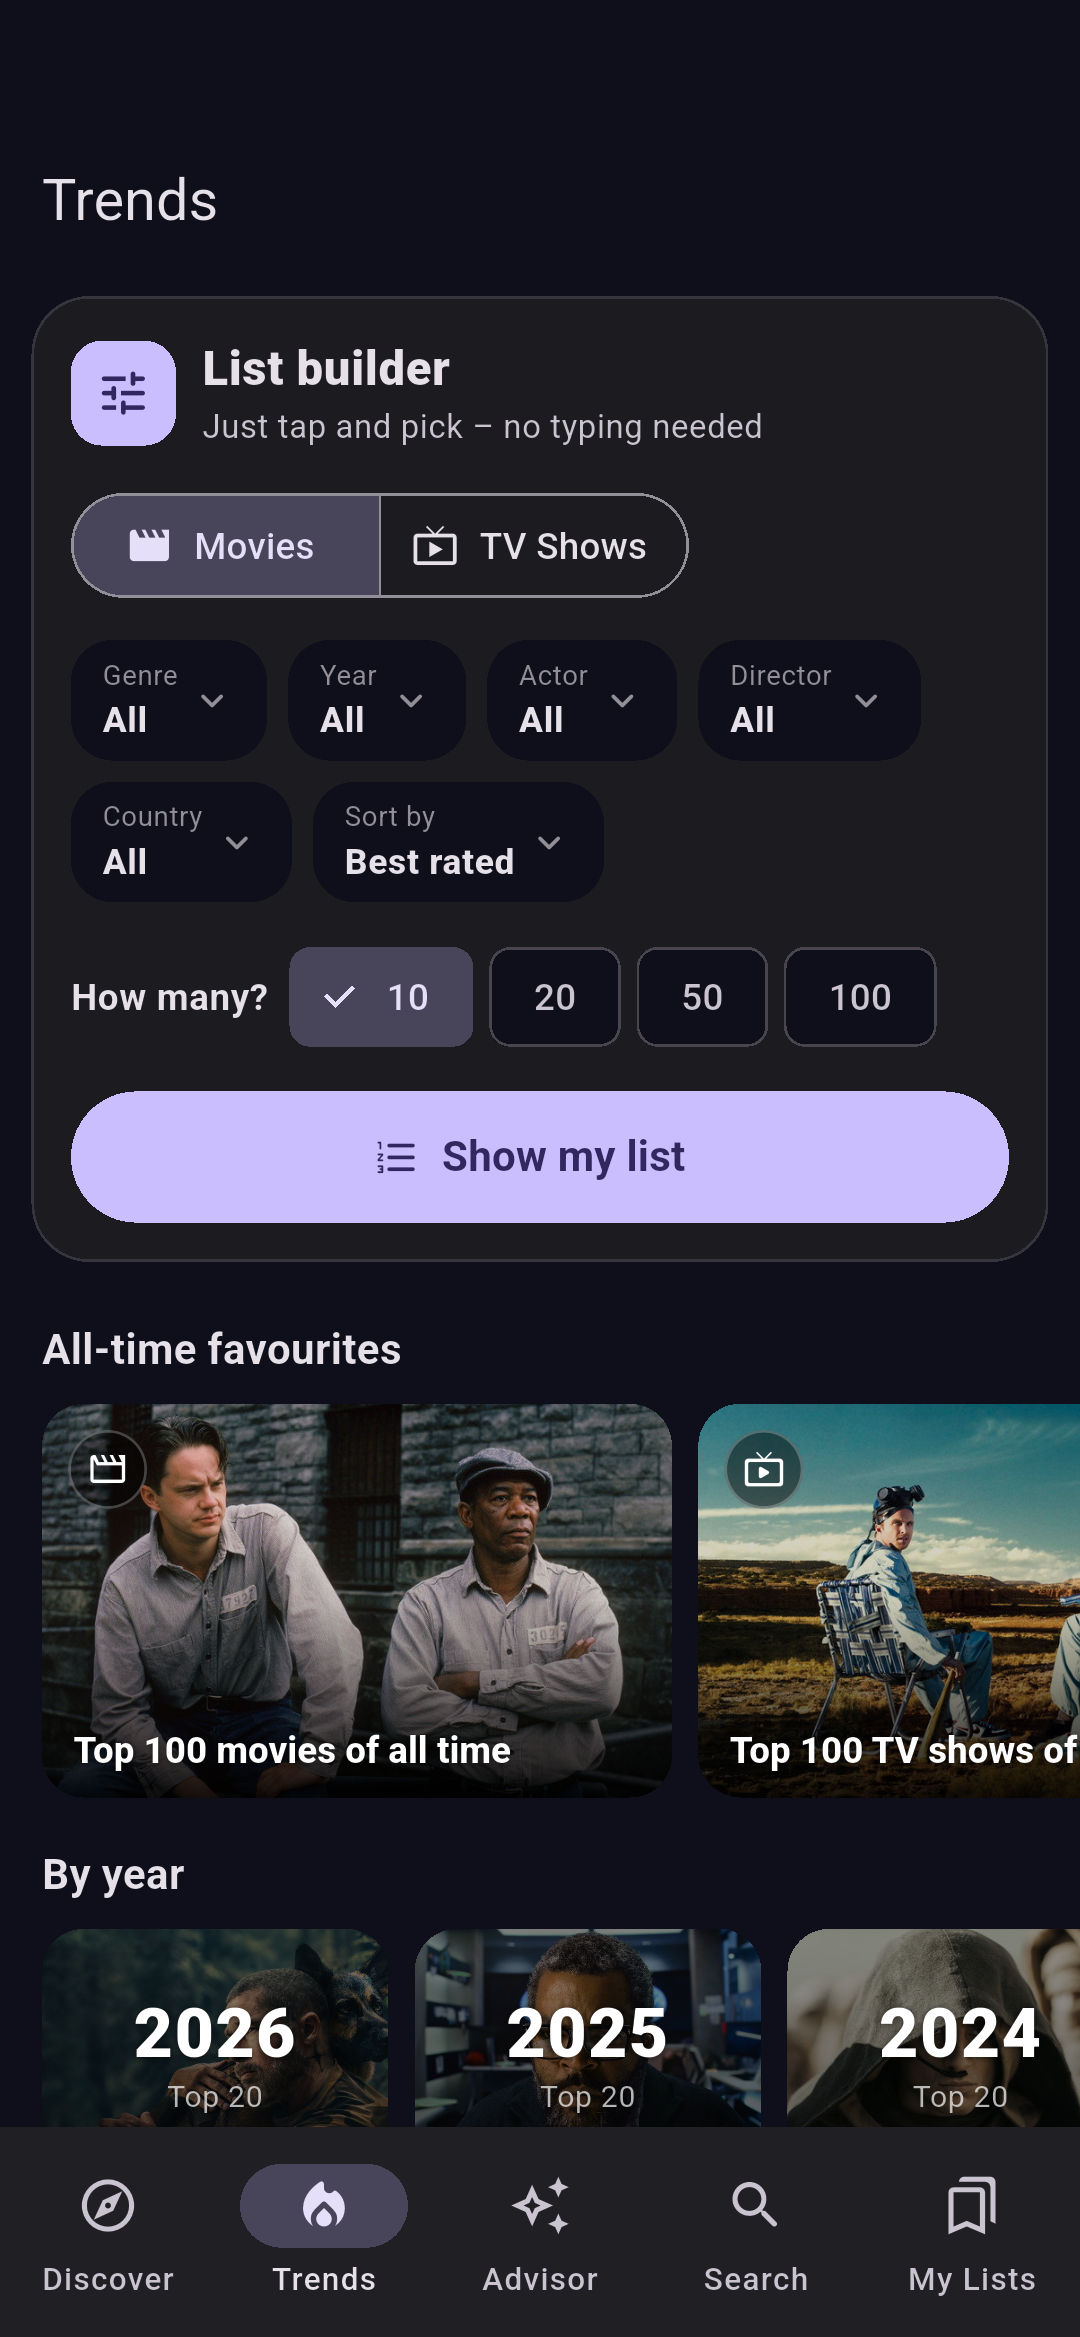 Trends
List builder
Just tap and pick – no typing needed
Movies
TV Shows
Genre
All
Year
All
Actor
All
Director
All
Country
All
Sort by
Best rated
How many?
10
20
50
100
Show my list
All-time favourites
Top 100 movies of all time
Top 100 TV shows of
By year
2026
Top 20
2025
Top 20
2024
Top 20
Discover
Trends
Advisor
Search
My Lists